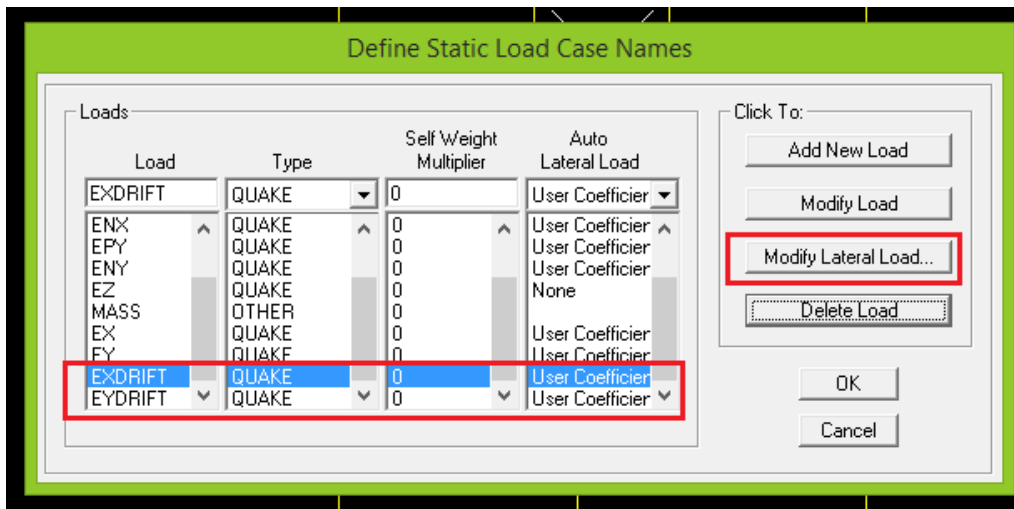 Define Static Load Case Names
Loads
Click To:
Load Type Self Weight Multiplier Auto Lateral Load
EXDRIFT QUAKE 0 User Coefficier
ENX QUAKE 0 User Coefficier
EPY QUAKE 0 User Coefficier
ENY QUAKE 0 User Coefficier
EZ QUAKE 0 None
MASS OTHER 0
EX QUAKE 0 User Coefficier
EY QUAKE 0 User Coefficier
EXDRIFT QUAKE 0 User Coefficier
EYDRIFT QUAKE 0 User Coefficier
Add New Load
Modify Load
Modify Lateral Load...
Delete Load
OK
Cancel